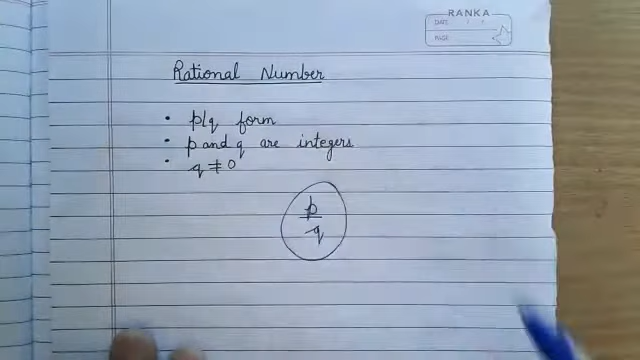 RANKA
DATE / /
PAGE
Rational Number
• p/q form
• p and q are integers
• q ≠ 0
p
q